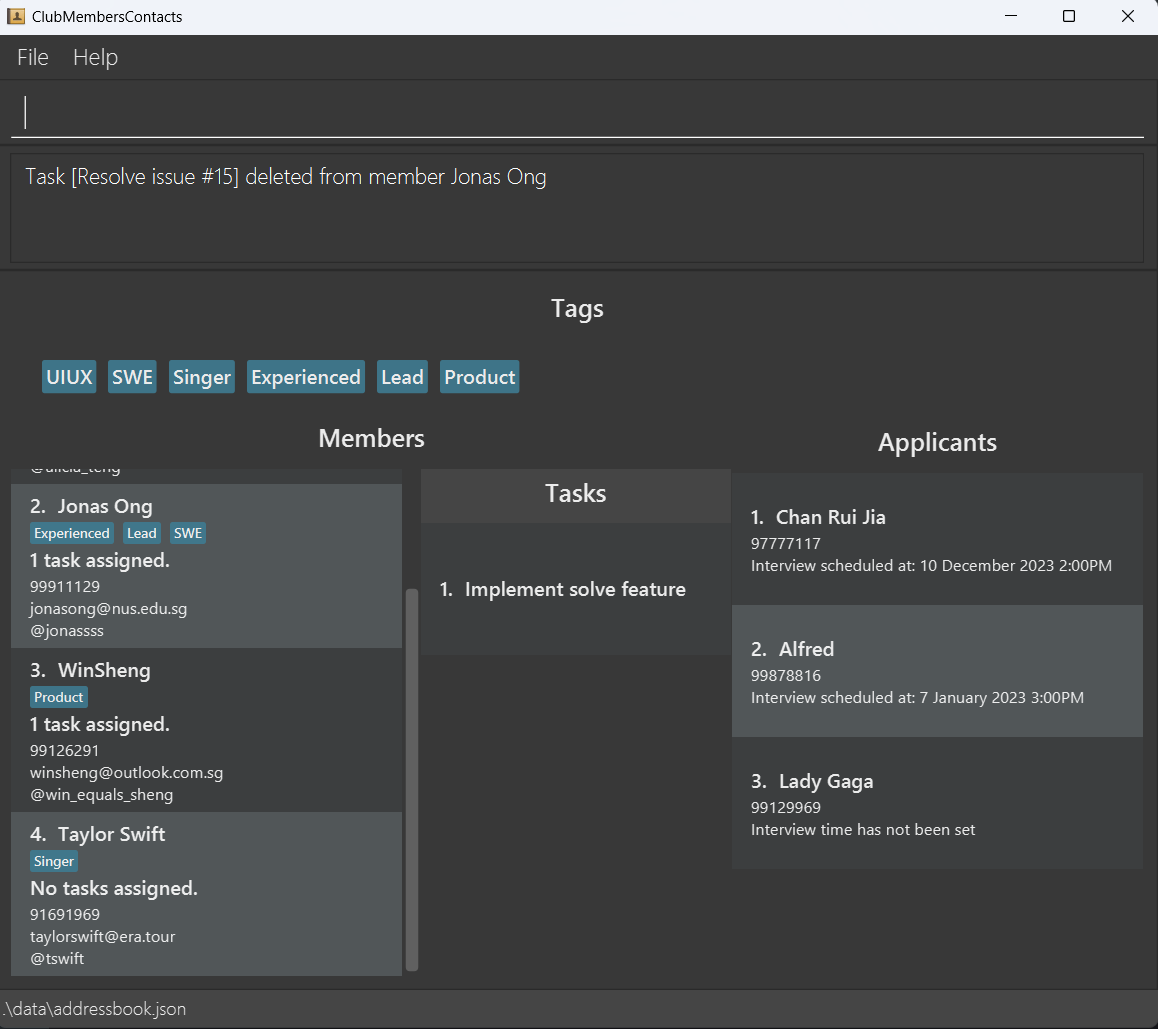 ClubMembersContacts
File Help
Task [Resolve issue #15] deleted from member Jonas Ong
Tags
UIUX SWE Singer Experienced Lead Product
Members
@alicia_teng
2. Jonas Ong
Experienced Lead SWE
1 task assigned.
99911129
jonasong@nus.edu.sg
@jonassss
3. WinSheng
Product
1 task assigned.
99126291
winsheng@outlook.com.sg
@win_equals_sheng
4. Taylor Swift
Singer
No tasks assigned.
91691969
taylorswift@era.tour
@tswift
Tasks
1. Implement solve feature
Applicants
1. Chan Rui Jia
97777117
Interview scheduled at: 10 December 2023 2:00PM
2. Alfred
99878816
Interview scheduled at: 7 January 2023 3:00PM
3. Lady Gaga
99129969
Interview time has not been set
.\data\addressbook.json